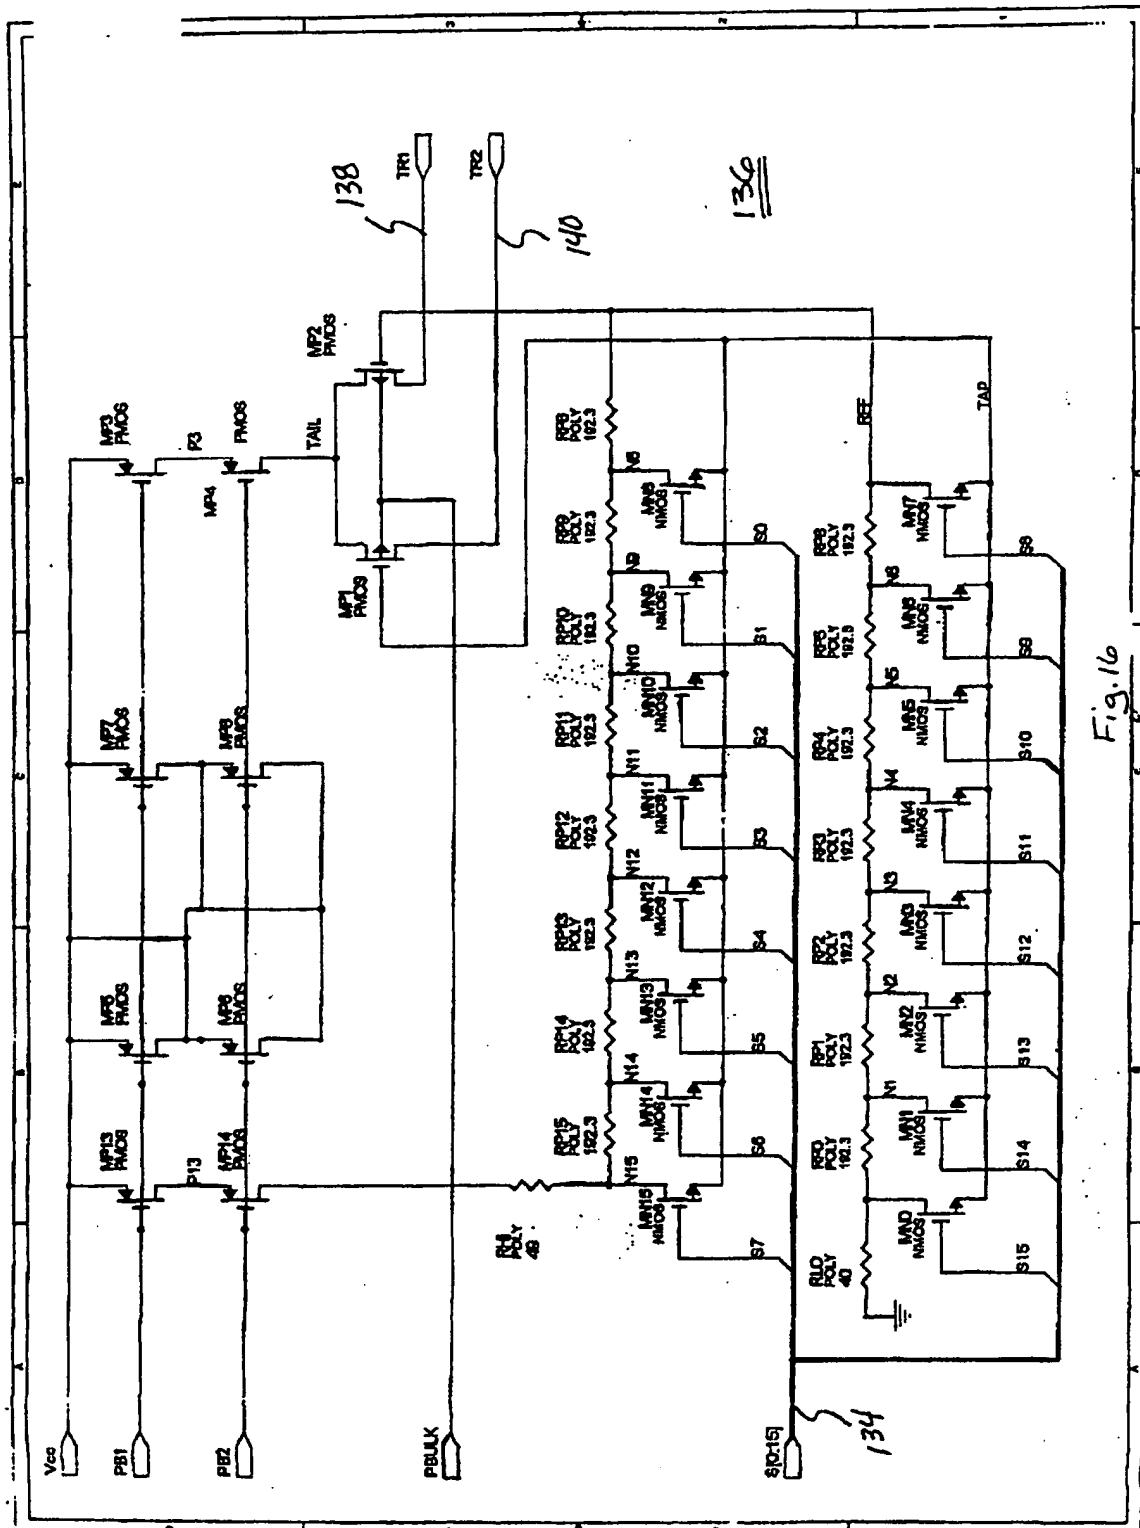 Vcc
PB1
PB2
PBULK
S[0:15]
134
MP13
PMOS
P13
MP14
PMOS
MP5
PMOS
MP6
PMOS
MP7
PMOS
MP8
PMOS
MP3
PMOS
P3
MP4
PMOS
TAIL
MP1
PMOS
MP2
PMOS
138
TR1
TR2
140
136
RHI
POLY
N15
RP15
POLY
192.3
N14
RP14
POLY
192.3
N13
RP13
POLY
192.3
N12
RP12
POLY
192.3
N11
RP11
POLY
192.3
N10
RP10
POLY
192.3
N9
RP9
POLY
192.3
RP8
POLY
192.3
MN15
NMOS
MN14
NMOS
MN13
NMOS
MN12
NMOS
MN11
NMOS
MN10
NMOS
MN9
NMOS
MN8
NMOS
S7
S6
S5
S4
S3
S2
S1
S0
RLO
POLY
40
POLY
192.3
N1
RP1
POLY
192.3
N2
RP2
POLY
192.3
N3
RP3
POLY
192.3
N4
RP4
POLY
192.3
N5
RP5
POLY
192.3
N6
RP6
POLY
192.3
REF
TAP
MN0
NMOS
MN1
NMOS
MN2
NMOS
MN3
NMOS
MN4
NMOS
MN5
NMOS
MN6
NMOS
MN7
NMOS
S15
S14
S13
S12
S11
S10
S9
S8
Fig. 16